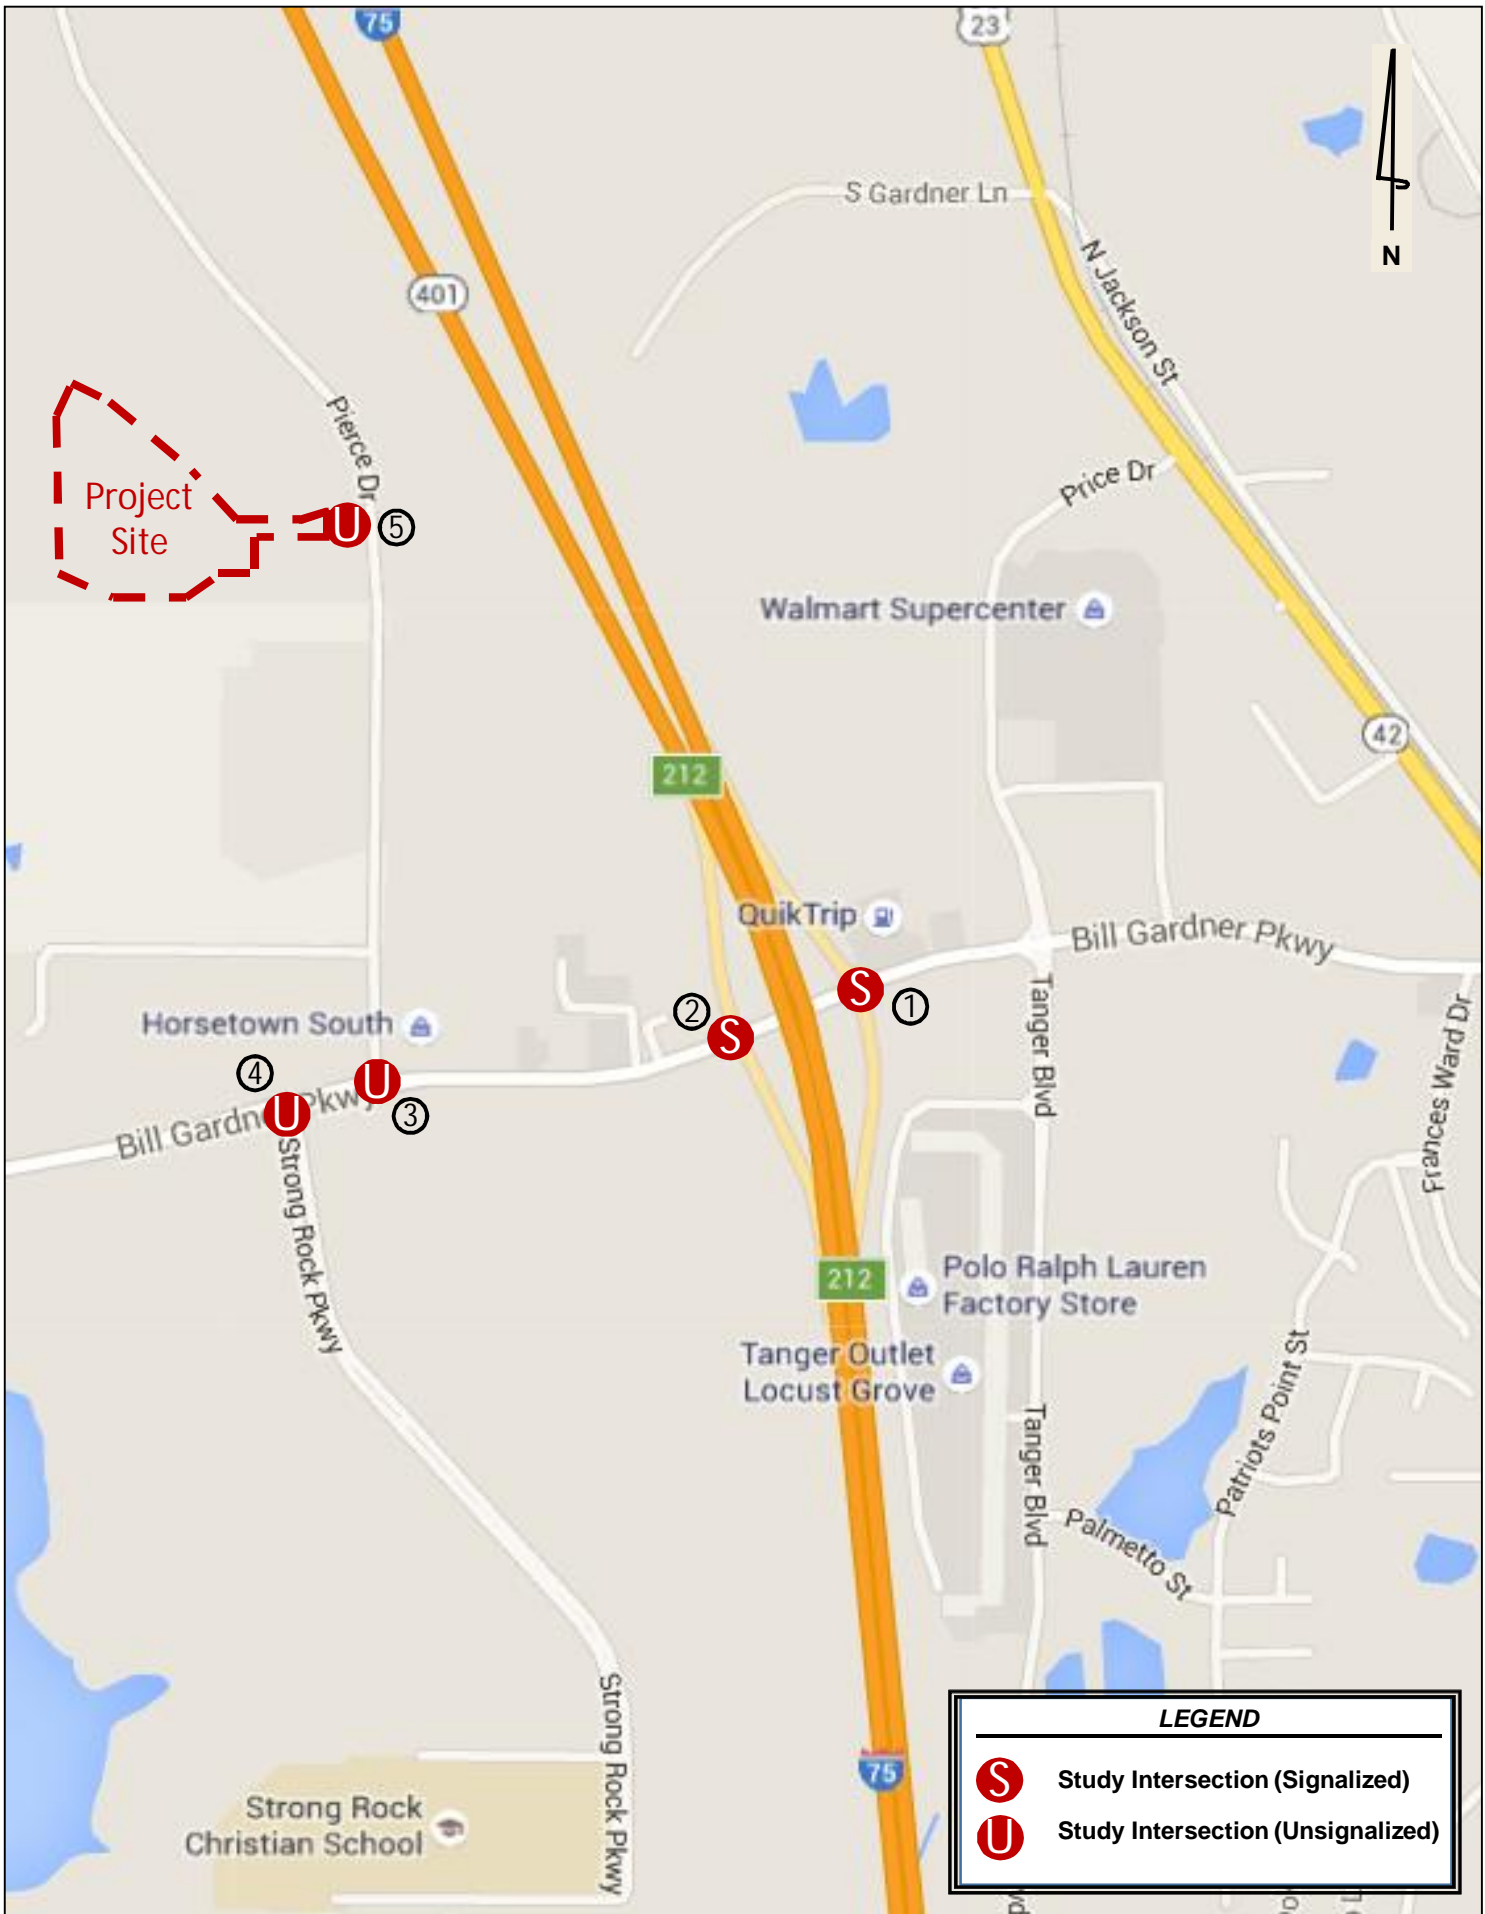 75
23
S Gardner Ln
N Jackson St
401
N
Pierce Dr
Project
Site
U
5
Price Dr
Walmart Supercenter
42
212
QuikTrip
Bill Gardner Pkwy
S
1
2
S
Tanger Blvd
Frances Ward Dr
Horsetown South
4
U
U
3
Bill Gardner Pkwy
Strong Rock Pkwy
212
Polo Ralph Lauren
Factory Store
Tanger Outlet
Locust Grove
Patriots Point St
Tanger Blvd
Palmetto St
Strong Rock Pkwy
75
Strong Rock
Christian School
LEGEND
S Study Intersection (Signalized)
U Study Intersection (Unsignalized)